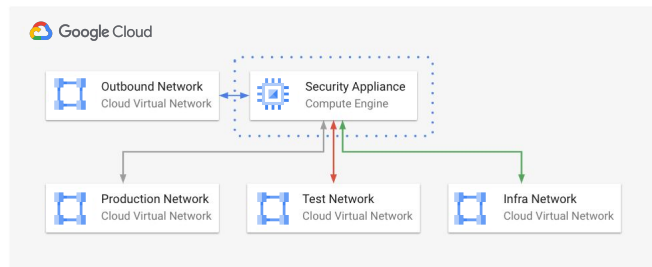 Google Cloud
Outbound Network
Cloud Virtual Network
Security Appliance
Compute Engine
Production Network
Cloud Virtual Network
Test Network
Cloud Virtual Network
Infra Network
Cloud Virtual Network